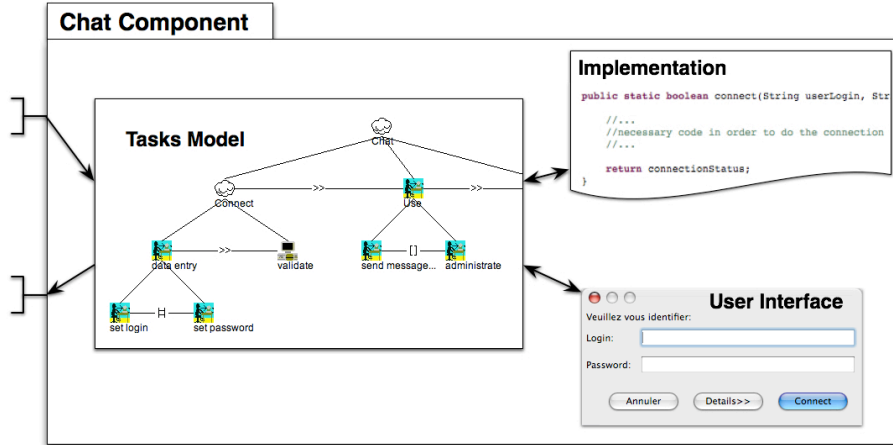 Chat Component
Implementation
public static boolean connect(String userLogin, Str
//...
//necessary code in order to do the connection
//...
return connectionStatus;
}
Tasks Model
Chat
Connect
>>
Use
>>
data entry
>>
validate
send message...
[]
administrate
set login
|=|
set password
User Interface
Veuillez vous identifier:
Login:
Password:
Annuler
Details>>
Connect